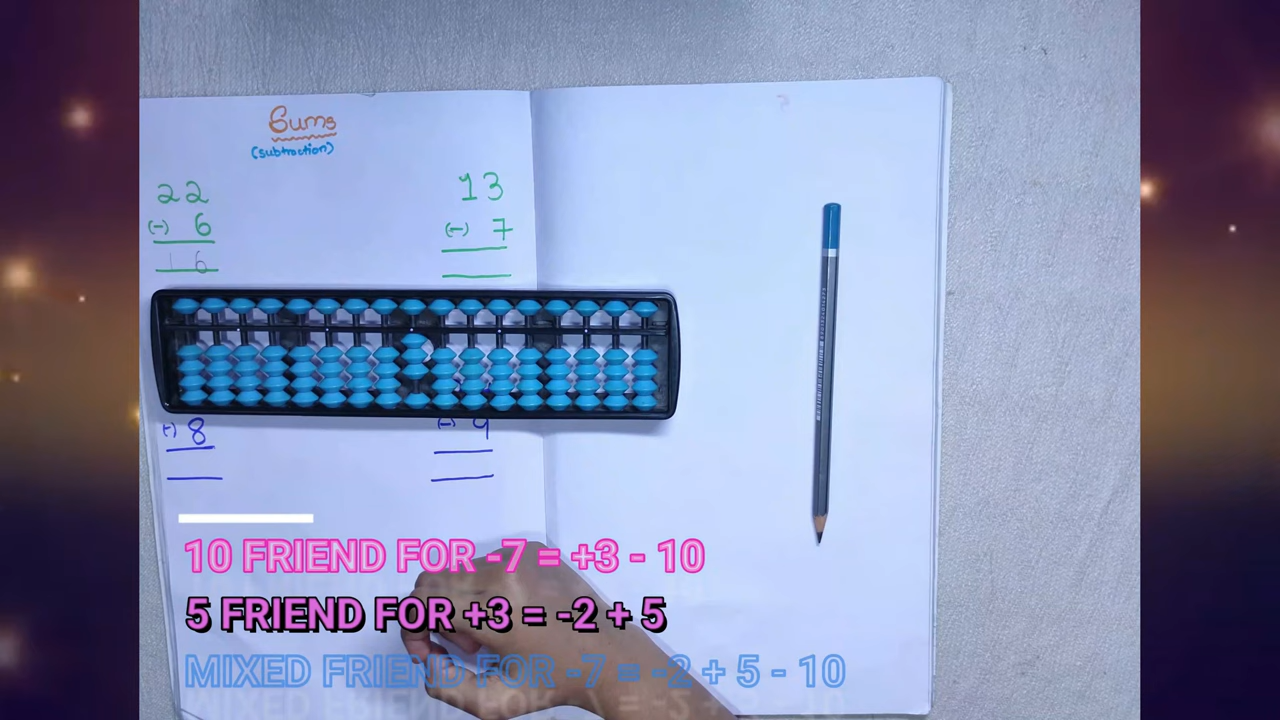 Sums
(subtraction)
22
(-) 6
16
13
(-) 7
(-) 8
(-) 9
10 FRIEND FOR -7 = +3 - 10
5 FRIEND FOR +3 = -2 + 5
MIXED FRIEND FOR -7 = -2 + 5 - 10